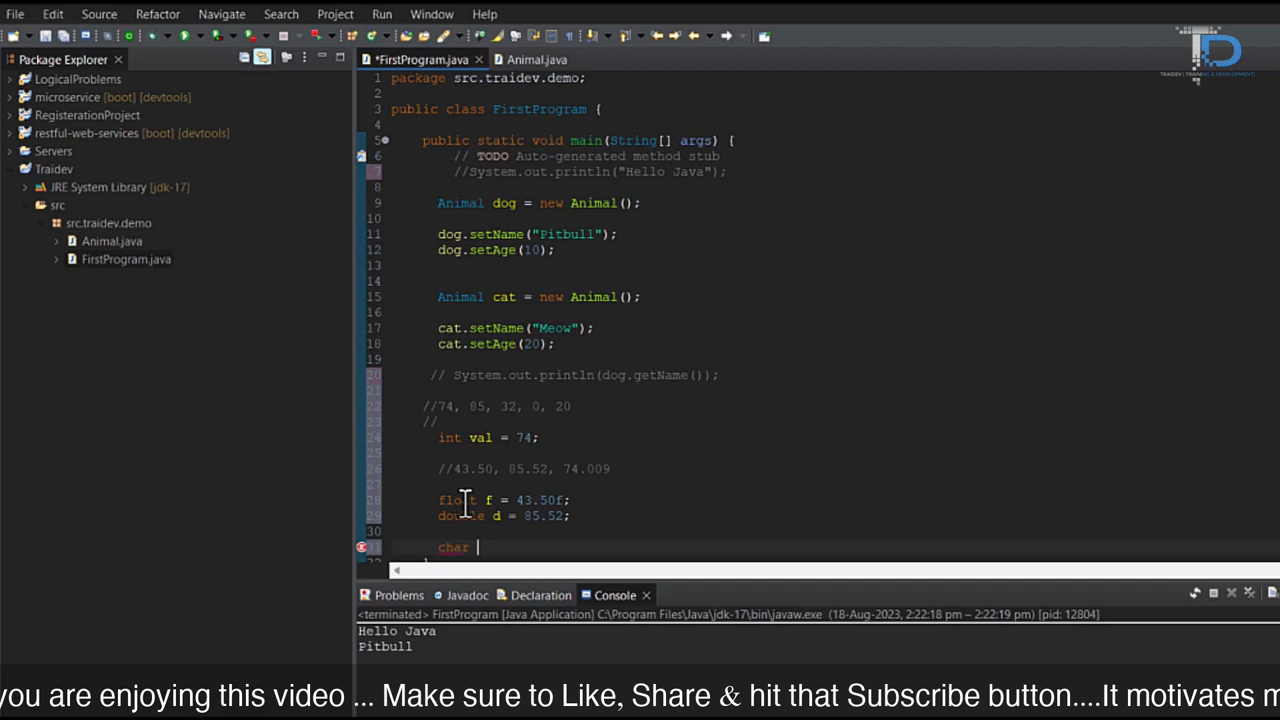 File Edit Source Refactor Navigate Search Project Run Window Help
TRAIDEV [TRAINING & DEVELOPMENT]
Package Explorer
LogicalProblems
microservice [boot] [devtools]
RegisterationProject
restful-web-services [boot] [devtools]
Servers
Traidev
JRE System Library [jdk-17]
src
src.traidev.demo
Animal.java
FirstProgram.java
*FirstProgram.java Animal.java
1 package src.traidev.demo;
2
3 public class FirstProgram {
4
5 public static void main(String[] args) {
6 // TODO Auto-generated method stub
7 //System.out.println("Hello Java");
8
9 Animal dog = new Animal();
10
11 dog.setName("Pitbull");
12 dog.setAge(10);
13
14
15 Animal cat = new Animal();
16
17 cat.setName("Meow");
18 cat.setAge(20);
19
20 // System.out.println(dog.getName());
21
22 //74, 85, 32, 0, 20
23 //
24 int val = 74;
25
26 //43.50, 85.52, 74.009
27
28 float f = 43.50f;
29 double d = 85.52;
30
31 char
32 }
Problems Javadoc Declaration Console
<terminated> FirstProgram [Java Application] C:\Program Files\Java\jdk-17\bin\javaw.exe (18-Aug-2023, 2:22:18 pm – 2:22:19 pm) [pid: 12804]
Hello Java
Pitbull
you are enjoying this video ... Make sure to Like, Share & hit that Subscribe button....It motivates m